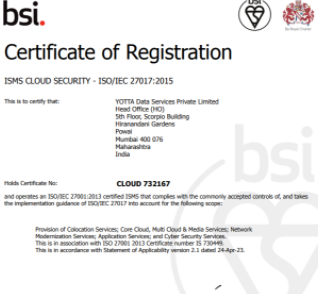 bsi.
bsi
By Royal Charter
Certificate of Registration
ISMS CLOUD SECURITY - ISO/IEC 27017:2015
This is to certify that:
YOTTA Data Services Private Limited
Head Office (HO)
5th Floor, Scorpio Building
Hiranandani Gardens
Powai
Mumbai 400 076
Maharashtra
India
Holds Certificate No:
CLOUD 732167
and operates an ISO/IEC 27001:2013 certified ISMS that complies with the commonly accepted controls of, and takes
the implementation guidance of ISO/IEC 27017 into account for the following scope:
Provision of Colocation Services; Core Cloud, Multi Cloud & Media Services; Network
Modernization Services; Application Services; and Cyber Security Services.
This is in association with ISO 27001 2013 Certificate number IS 730449.
This is in accordance with Statement of Applicability version 2.1 dated 24-Apr-23.
bsi